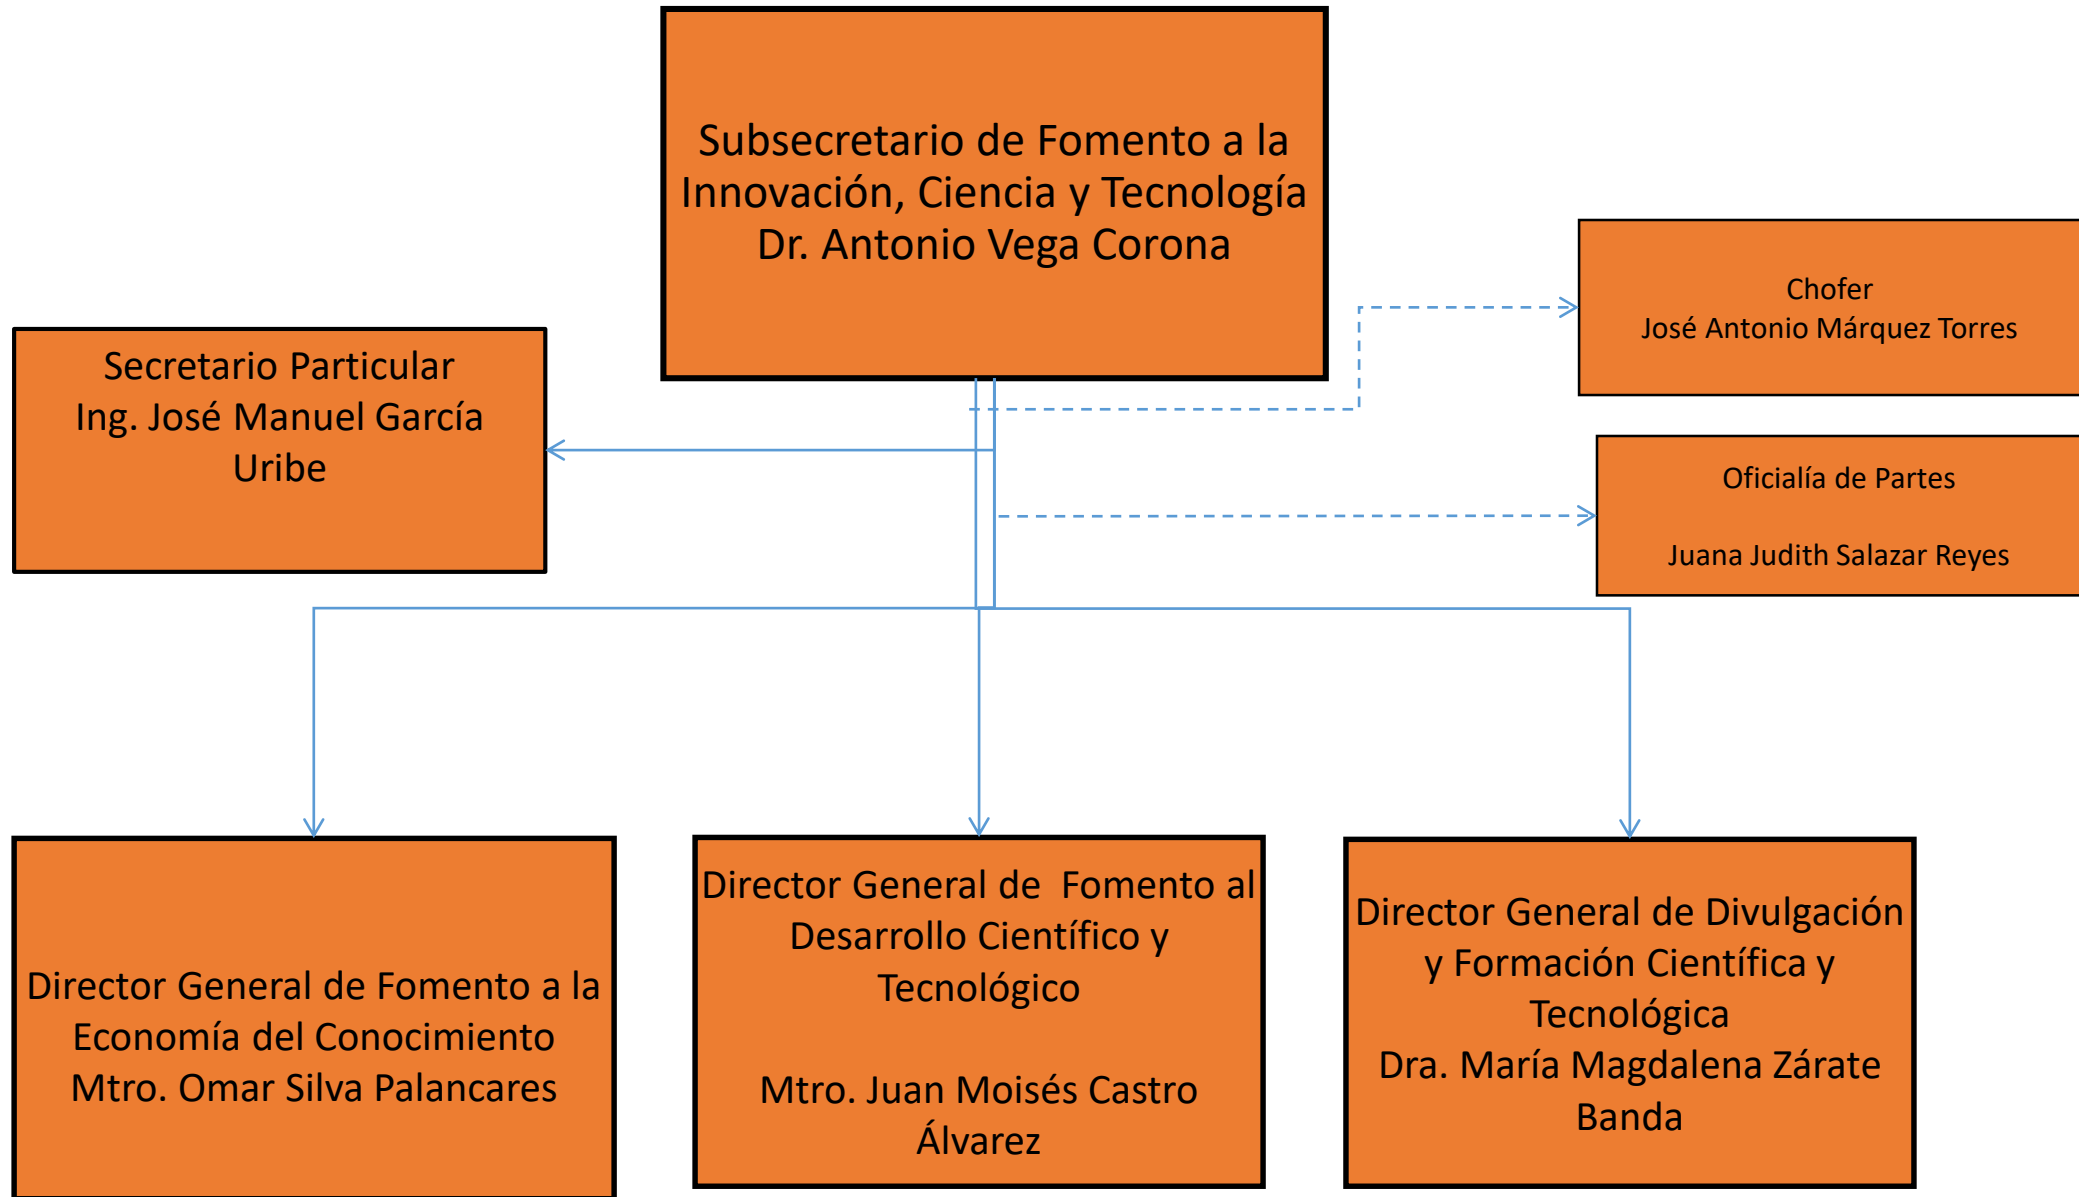 Subsecretario de Fomento a la
Innovación, Ciencia y Tecnología
Dr. Antonio Vega Corona
Chofer
José Antonio Márquez Torres
Secretario Particular
Ing. José Manuel García
Uribe
Oficialía de Partes
Juana Judith Salazar Reyes
Director General de Fomento a la
Economía del Conocimiento
Mtro. Omar Silva Palancares
Director General de  Fomento al
Desarrollo Científico y
Tecnológico
Mtro. Juan Moisés Castro
Álvarez
Director General de Divulgación
y Formación Científica y
Tecnológica
Dra. María Magdalena Zárate
Banda